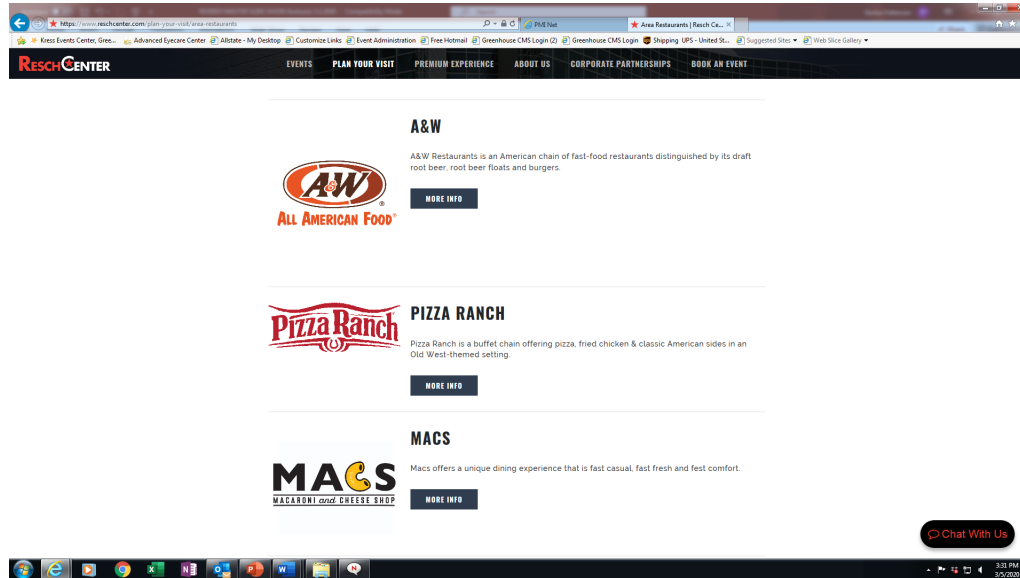 https://www.reschcenter.com/plan-your-visit/area-restaurants
PMI Net
Area Restaurants | Resch Ce...
Kress Events Center, Gree...
Advanced Eyecare Center
Allstate - My Desktop
Customize Links
Event Administration
Free Hotmail
Greenhouse CMS Login (2)
Greenhouse CMS Login
Shipping UPS - United St...
Suggested Sites
Web Slice Gallery
RESCH CENTER
EVENTS
PLAN YOUR VISIT
PREMIUM EXPERIENCE
ABOUT US
CORPORATE PARTNERSHIPS
BOOK AN EVENT
A&W
A&W Restaurants is an American chain of fast-food restaurants distinguished by its draft
root beer, root beer floats and burgers.
MORE INFO
A&W
®
ALL AMERICAN FOOD®
PIZZA RANCH
Pizza Ranch
Pizza Ranch is a buffet chain offering pizza, fried chicken & classic American sides in an
Old West-themed setting.
MORE INFO
MACS
Macs offers a unique dining experience that is fast casual, fast fresh and fest comfort.
MACS
MACARONI and CHEESE SHOP
MORE INFO
Chat With Us
3:31 PM
3/5/2020